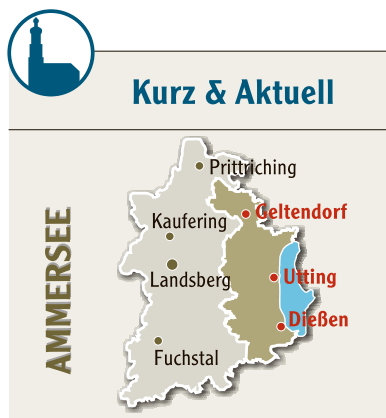 Kurz & Aktuell
AMMERSEE
Prittriching
Geltendorf
Kaufering
Landsberg
Utting
Dießen
Fuchstal